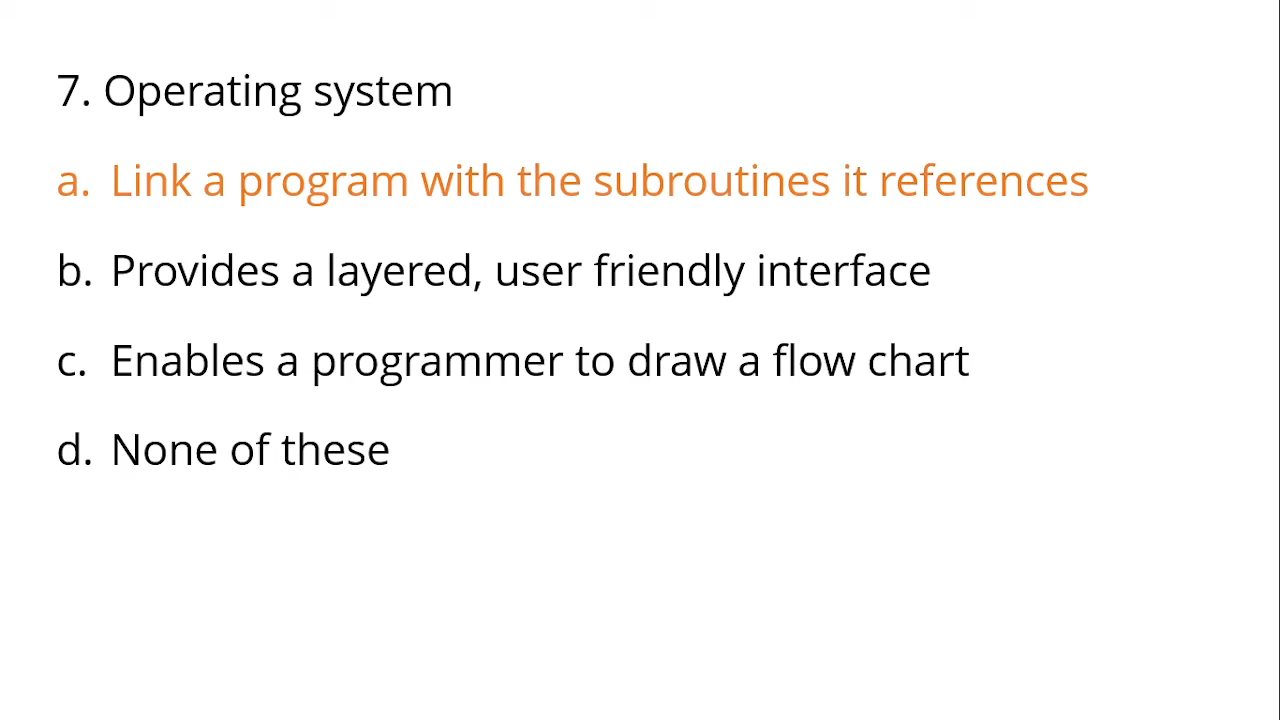 7. Operating system
a. Link a program with the subroutines it references
b. Provides a layered, user friendly interface
c. Enables a programmer to draw a flow chart
d. None of these